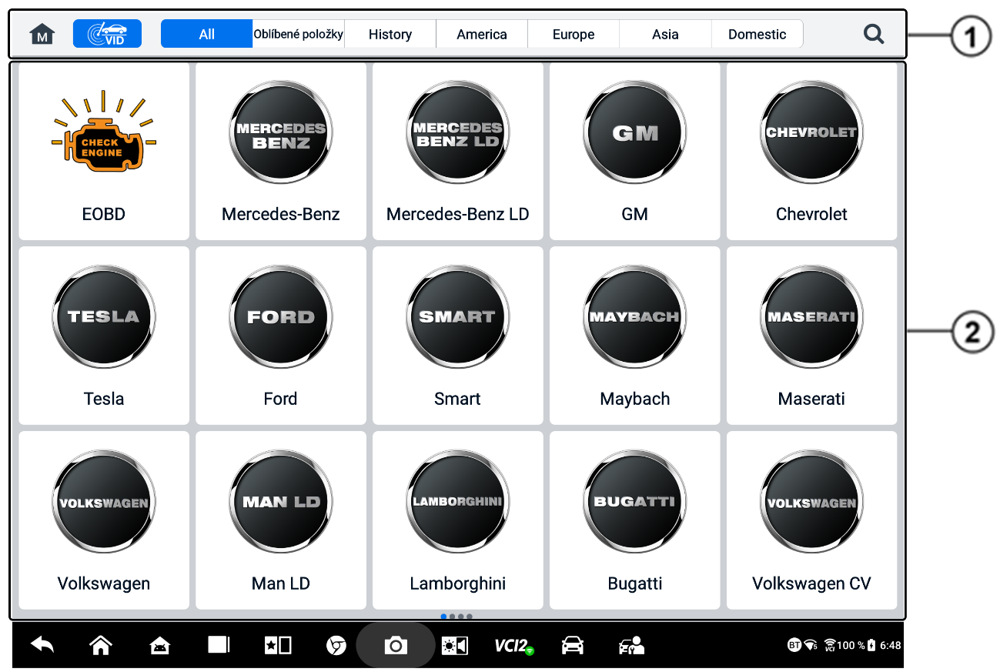 M VID All Oblíbené položky History America Europe Asia Domestic 1
CHECK ENGINE
MERCEDES BENZ
MERCEDES BENZ LD
GM
CHEVROLET
EOBD Mercedes-Benz Mercedes-Benz LD GM Chevrolet
TESLA FORD SMART MAYBACH MASERATI 2
Tesla Ford Smart Maybach Maserati
VOLKSWAGEN MAN LD LAMBORGHINI BUGATTI VOLKSWAGEN
Volkswagen Man LD Lamborghini Bugatti Volkswagen CV
VCI2 BT 5 VCI 100 % 6:48